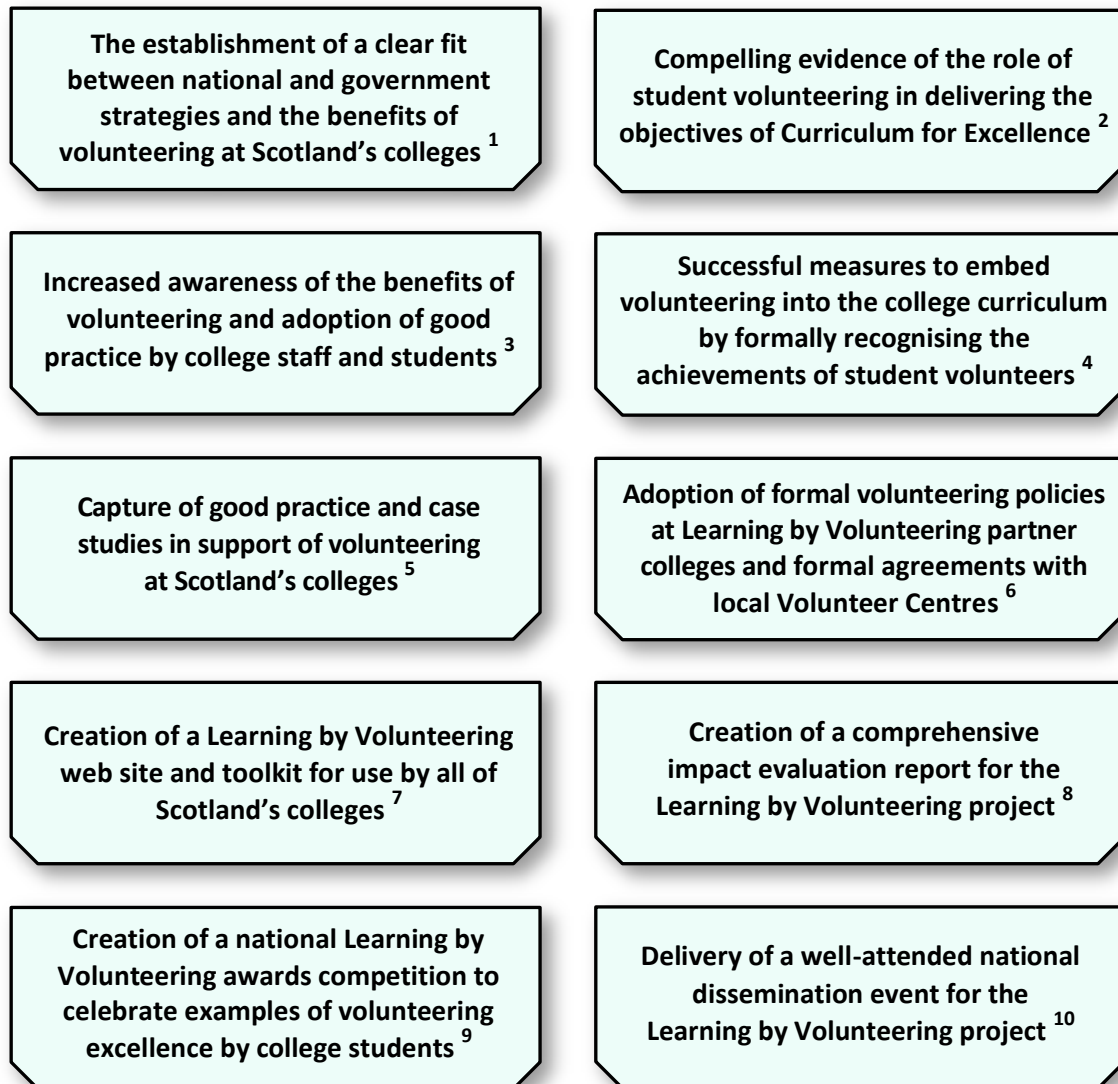 The establishment of a clear fit
between national and government
strategies and the benefits of
volunteering at Scotland’s colleges 1
Compelling evidence of the role of
student volunteering in delivering the
objectives of Curriculum for Excellence 2
Increased awareness of the benefits of
volunteering and adoption of good
practice by college staff and students 3
Successful measures to embed
volunteering into the college curriculum
by formally recognising the
achievements of student volunteers 4
Capture of good practice and case
studies in support of volunteering
at Scotland’s colleges 5
Adoption of formal volunteering policies
at Learning by Volunteering partner
colleges and formal agreements with
local Volunteer Centres 6
Creation of a Learning by Volunteering
web site and toolkit for use by all of
Scotland’s colleges 7
Creation of a comprehensive
impact evaluation report for the
Learning by Volunteering project 8
Creation of a national Learning by
Volunteering awards competition to
celebrate examples of volunteering
excellence by college students 9
Delivery of a well-attended national
dissemination event for the
Learning by Volunteering project 10